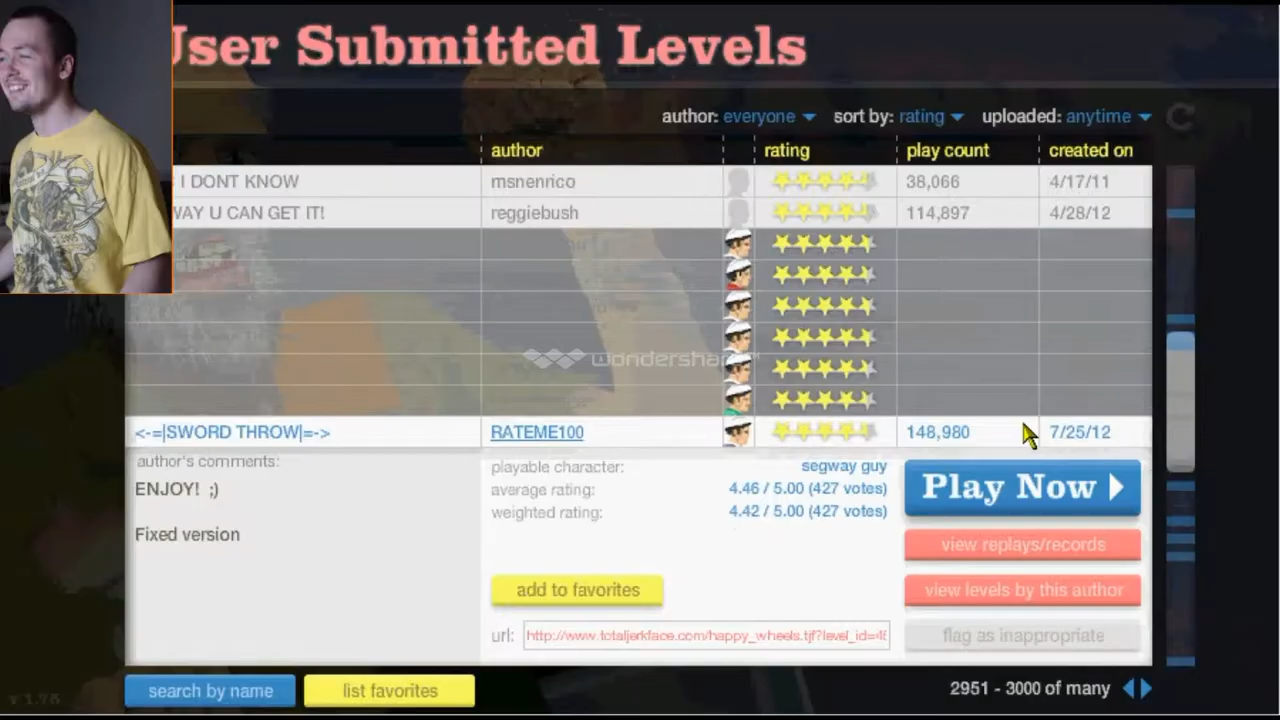 User Submitted Levels
author: everyone sort by: rating uploaded: anytime
author rating play count created on
I DONT KNOW msnenrico 38,066 4/17/11
WAY U CAN GET IT! reggiebush 114,897 4/28/12
wondershare
<-=|SWORD THROW|=-> RATEME100 148,980 7/25/12
author's comments:
ENJOY! ;)
Fixed version
playable character: segway guy
average rating: 4.46 / 5.00 (427 votes)
weighted rating: 4.42 / 5.00 (427 votes)
Play Now
view replays/records
add to favorites
view levels by this author
url: http://www.totaljerkface.com/happy_wheels.tjf?level_id=4
flag as inappropriate
search by name list favorites
2951 - 3000 of many
v 1.76